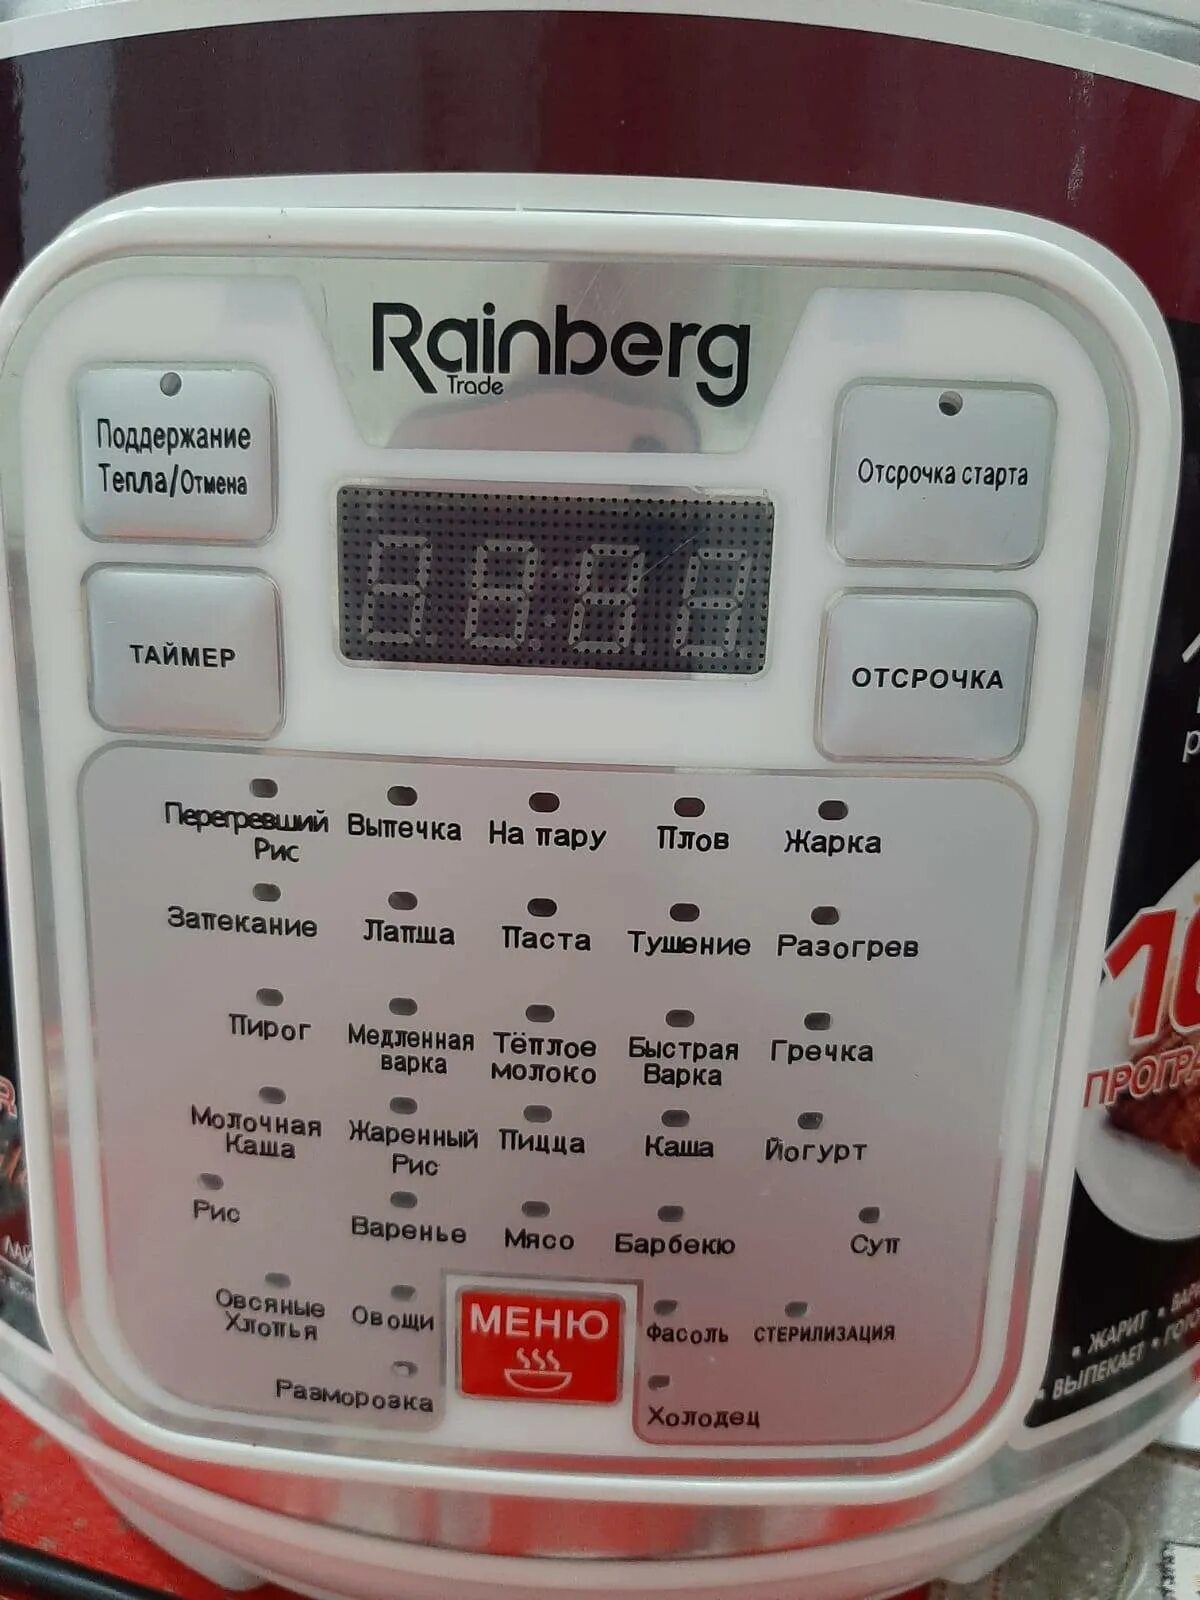 Rainberg
Trade
Поддержание
Тепла/Отмена
Отсрочка старта
ТАЙМЕР
ОТСРОЧКА
Перегревший
Рис
Выпечка
На пару
Плов
Жарка
Запекание
Лапша
Паста
Тушение
Разогрев
Пирог
Медленная
варка
Тёплое
молоко
Быстрая
Варка
Гречка
Молочная
Каша
Жаренный
Рис
Пицца
Каша
Йогурт
Рис
Варенье
Мясо
Барбекю
Суп
Овсяные
Хлопья
Овощи
МЕНЮ
Фасоль
СТЕРИЛИЗАЦИЯ
Разморозка
Холодец
• ЖАРИТ •
• ВЫПЕКАЕТ •